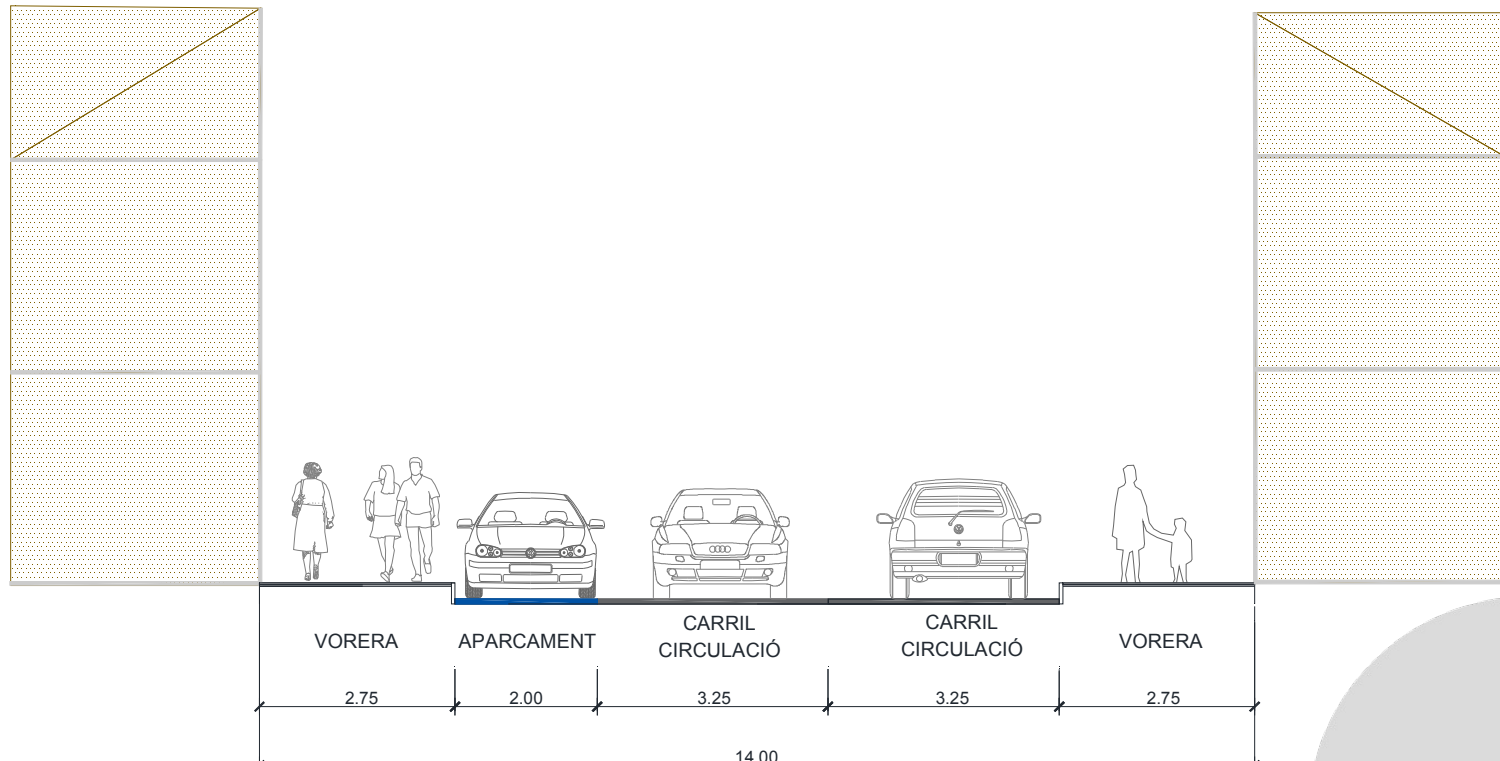 VORERA
APARCAMENT
CARRIL
CIRCULACIÓ
CARRIL
CIRCULACIÓ
VORERA
2.75
2.00
3.25
3.25
2.75
14.00